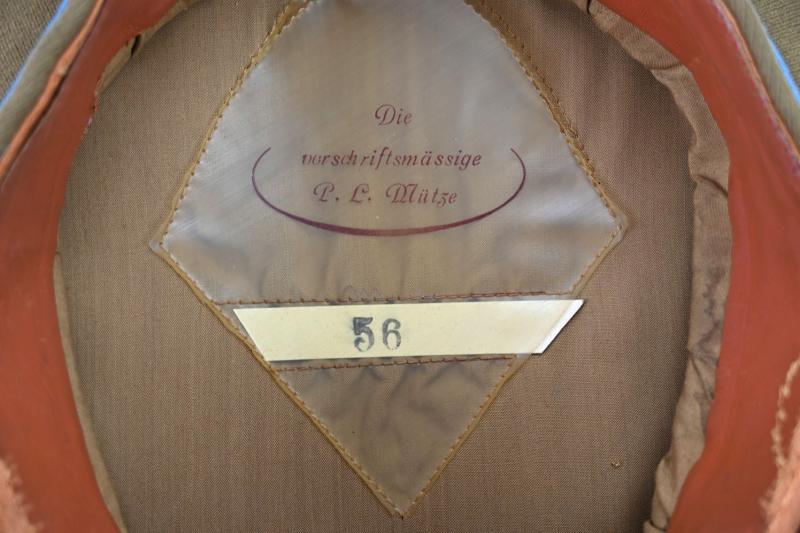 Die
vorschriftsmässige
P. L. Mütze
56